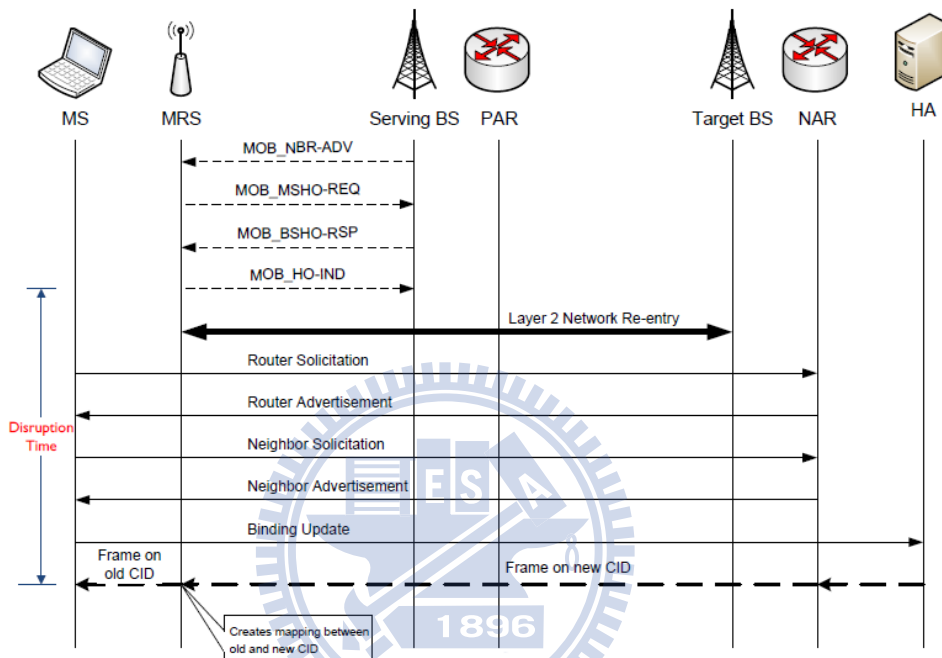 MS
MRS
Serving BS
PAR
Target BS
NAR
HA
MOB_NBR-ADV
MOB_MSHO-REQ
MOB_BSHO-RSP
MOB_HO-IND
Layer 2 Network Re-entry
Router Solicitation
Router Advertisement
Disruption
Time
Neighbor Solicitation
Neighbor Advertisement
Binding Update
Frame on
old CID
Frame on new CID
Creates mapping between
old and new CID
E S A
1896